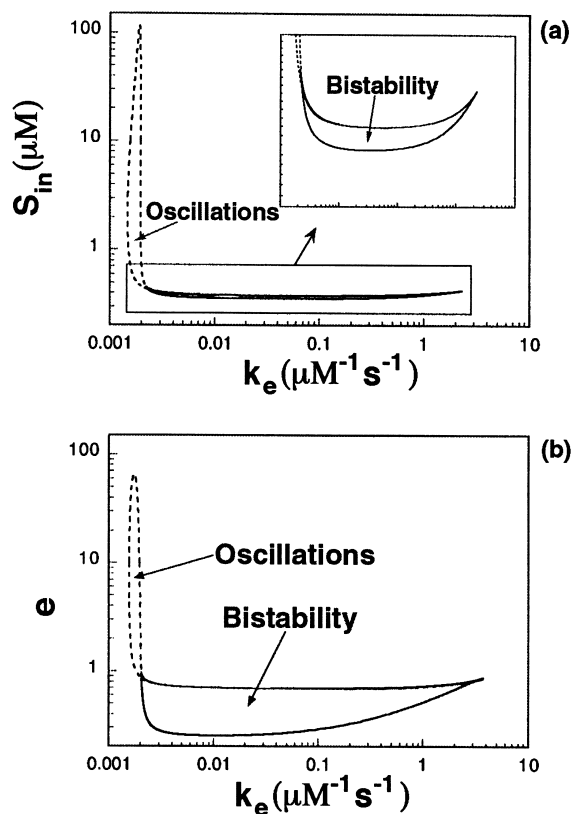 (a)
100
10
1
S_in(μM)
Bistability
Oscillations
0.001 0.01 0.1 1 10
k_e(μM⁻¹s⁻¹)
(b)
100
10
1
e
Oscillations
Bistability
0.001 0.01 0.1 1 10
k_e(μM⁻¹s⁻¹)